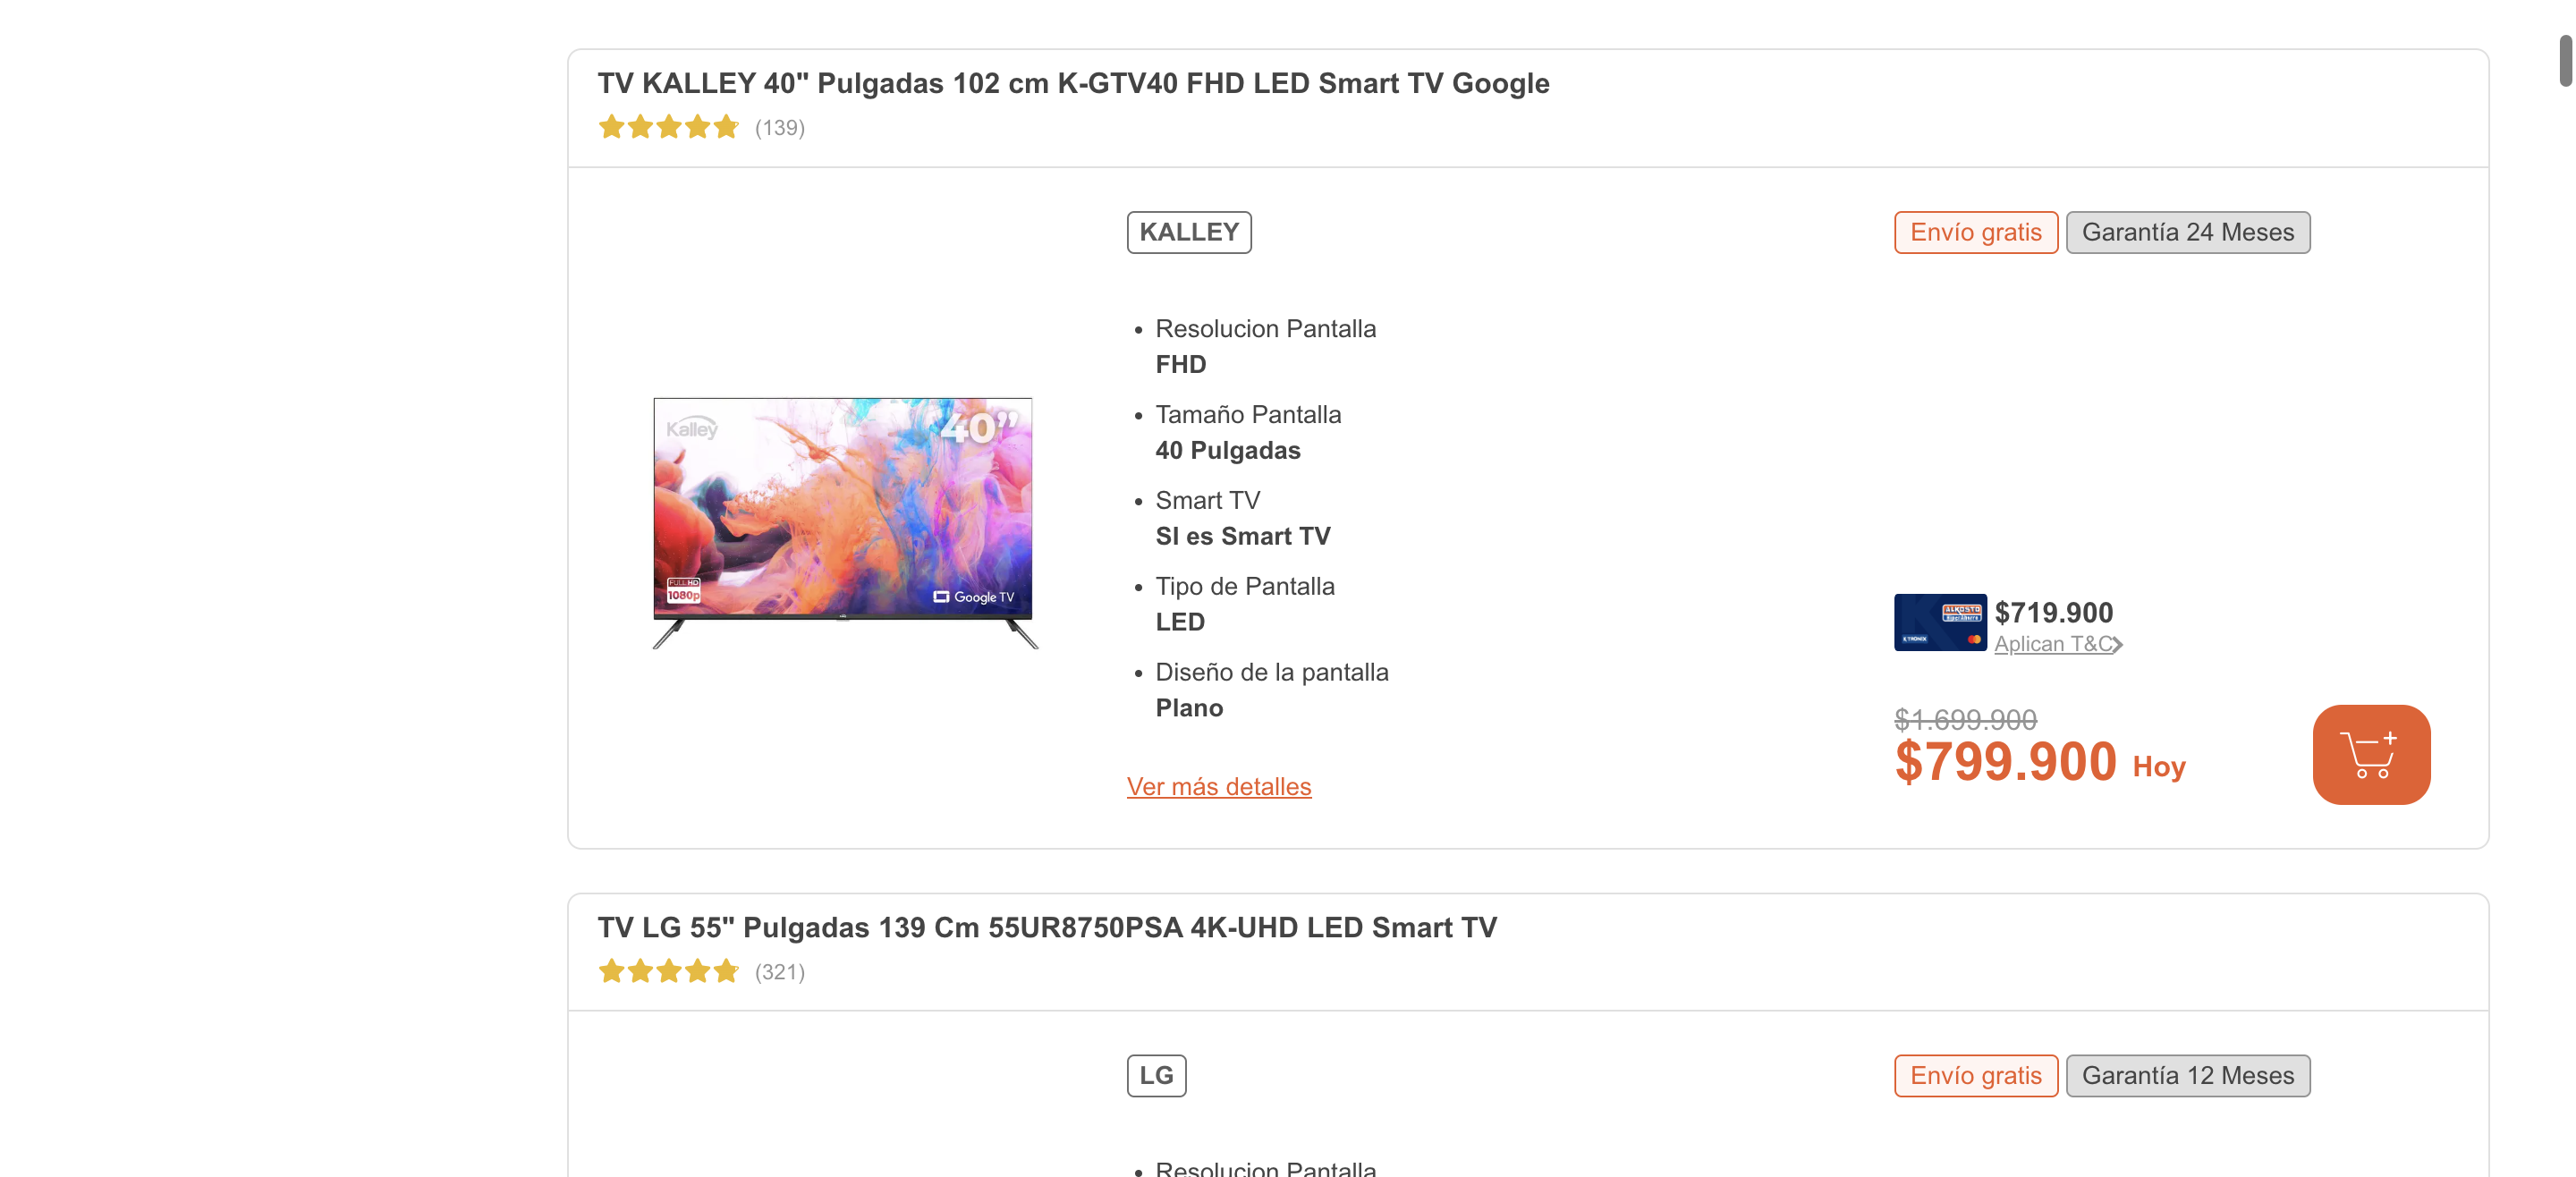 TV KALLEY 40" Pulgadas 102 cm K-GTV40 FHD LED Smart TV Google
(139)
KALLEY
Envío gratis
Garantía 24 Meses
Resolucion Pantalla
FHD
Tamaño Pantalla
40 Pulgadas
Smart TV
SI es Smart TV
Tipo de Pantalla
LED
Diseño de la pantalla
Plano
Ver más detalles
Kalley
40”
FULL HD
1080p
Google TV
ALKOSTO
K TRONIX
$719.900
Aplican T&C
$1.699.900
$799.900 Hoy
TV LG 55" Pulgadas 139 Cm 55UR8750PSA 4K-UHD LED Smart TV
(321)
LG
Envío gratis
Garantía 12 Meses
Resolucion Pantalla